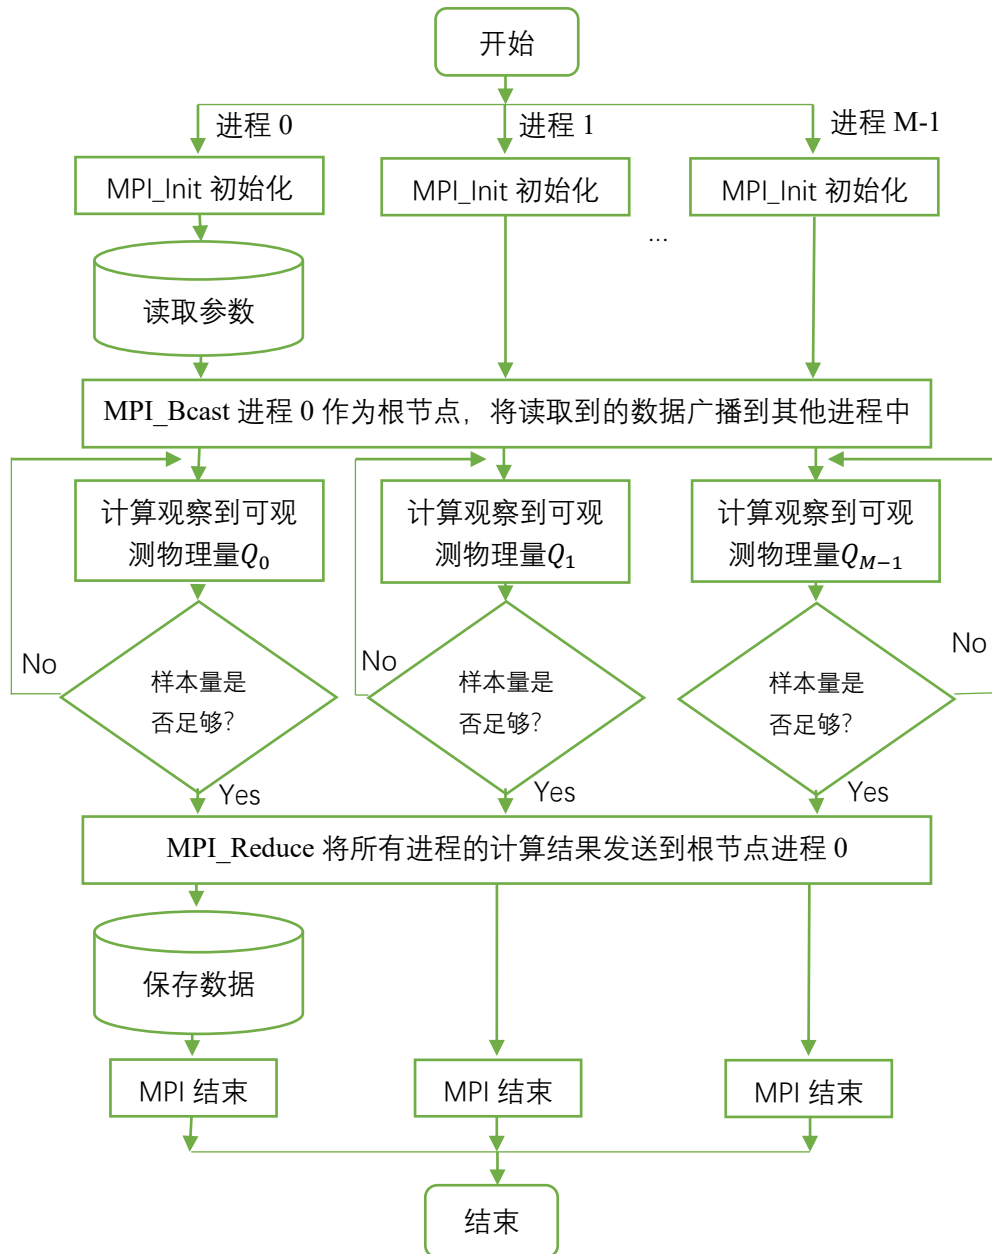 开始
进程 0
进程 1
进程 M-1
MPI_Init 初始化
MPI_Init 初始化
MPI_Init 初始化
...
读取参数
MPI_Bcast 进程 0 作为根节点，将读取到的数据广播到其他进程中
计算观察到可观
测物理量Q₀
计算观察到可观
测物理量Q₁
计算观察到可观
测物理量Q_{M−1}
No
样本量是
否足够?
No
样本量是
否足够?
No
样本量是
否足够?
Yes
Yes
Yes
MPI_Reduce 将所有进程的计算结果发送到根节点进程 0
保存数据
MPI 结束
MPI 结束
MPI 结束
结束